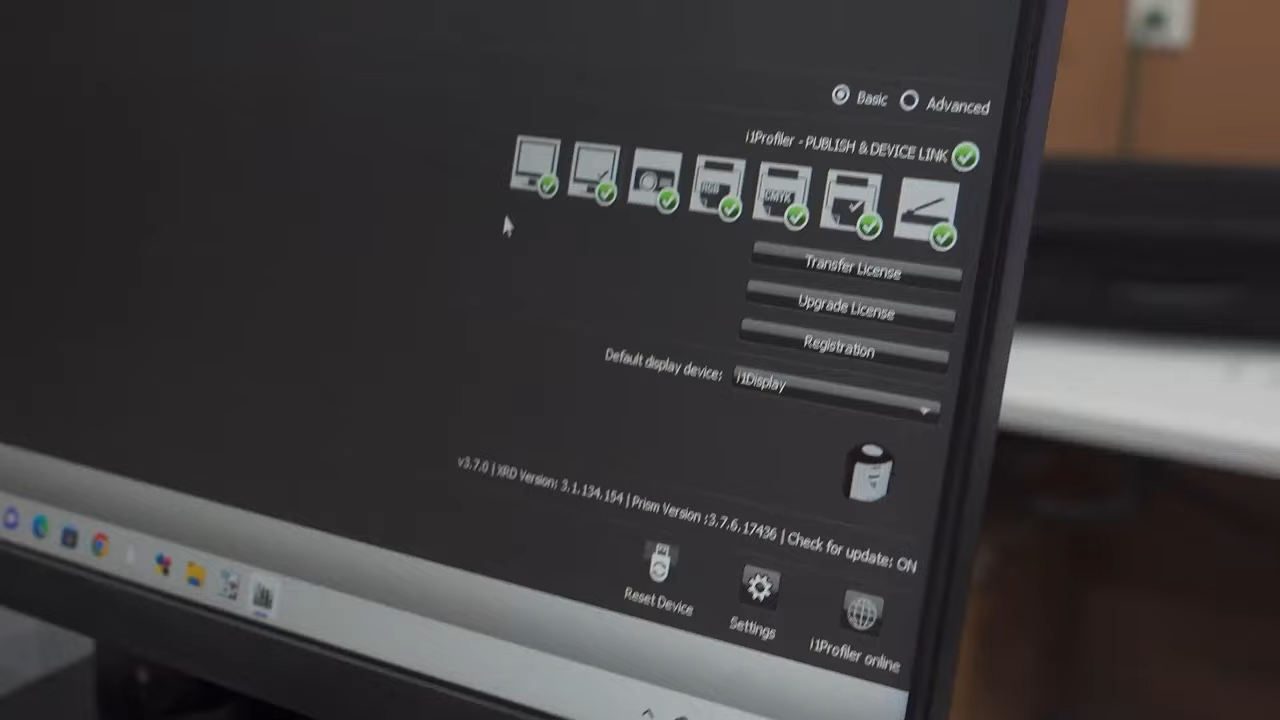 Basic Advanced
i1Profiler - PUBLISH & DEVICE LINK
RGB CMYK
Transfer License
Upgrade License
Registration
Default display device: i1Display
v3.7.0 | XRD Version: 3.1.134.154 | Prism Version :3.7.6.17436 | Check for update: ON
Reset Device Settings i1Profiler online